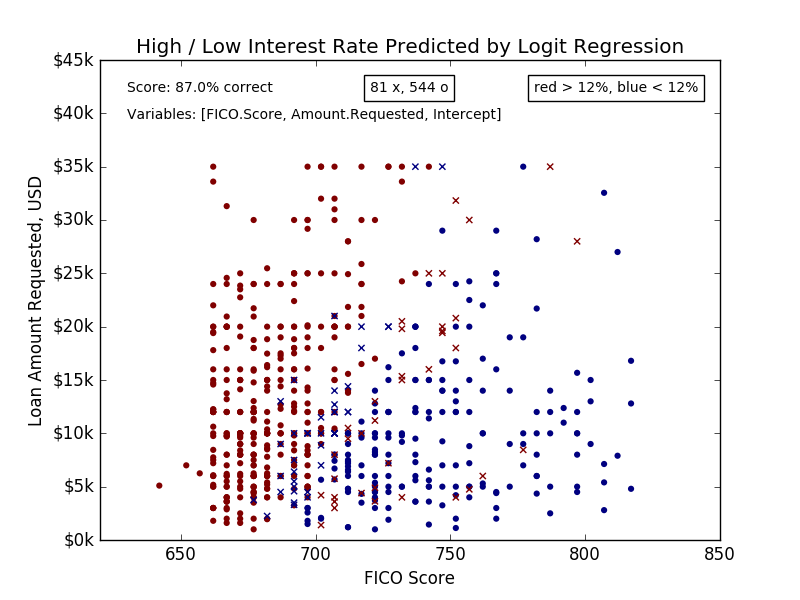 High / Low Interest Rate Predicted by Logit Regression
$45k
Score: 87.0% correct
81 x, 544 o
red > 12%, blue < 12%
Variables: [FICO.Score, Amount.Requested, Intercept]
$40k
$35k
$30k
$25k
$20k
$15k
$10k
$5k
$0k
Loan Amount Requested, USD
650
700
750
800
850
FICO Score